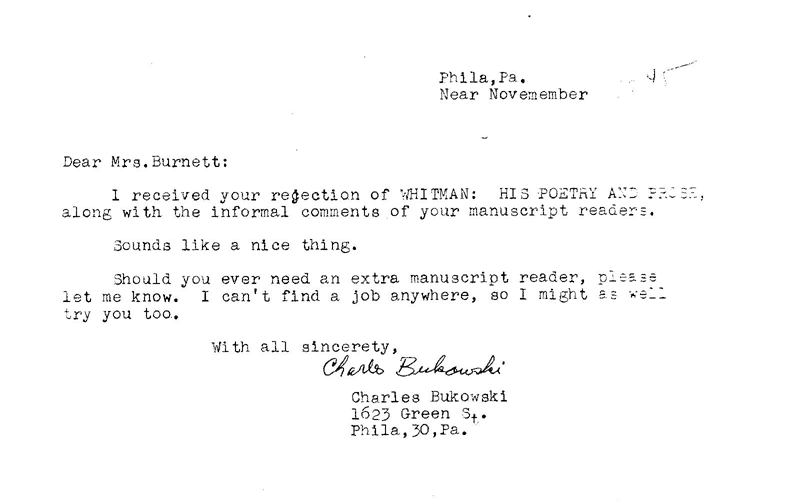 Phila,Pa.
Near Novemember
45
Dear Mrs.Burnett:
I received your rejection of WHITMAN: HIS POETRY AND PROSE,
along with the informal comments of your manuscript readers.
Sounds like a nice thing.
Should you ever need an extra manuscript reader, please
let me know. I can't find a job anywhere, so I might as well
try you too.
With all sincerety,
Charles Bukowski
Charles Bukowski
1623 Green St.
Phila,30,Pa.